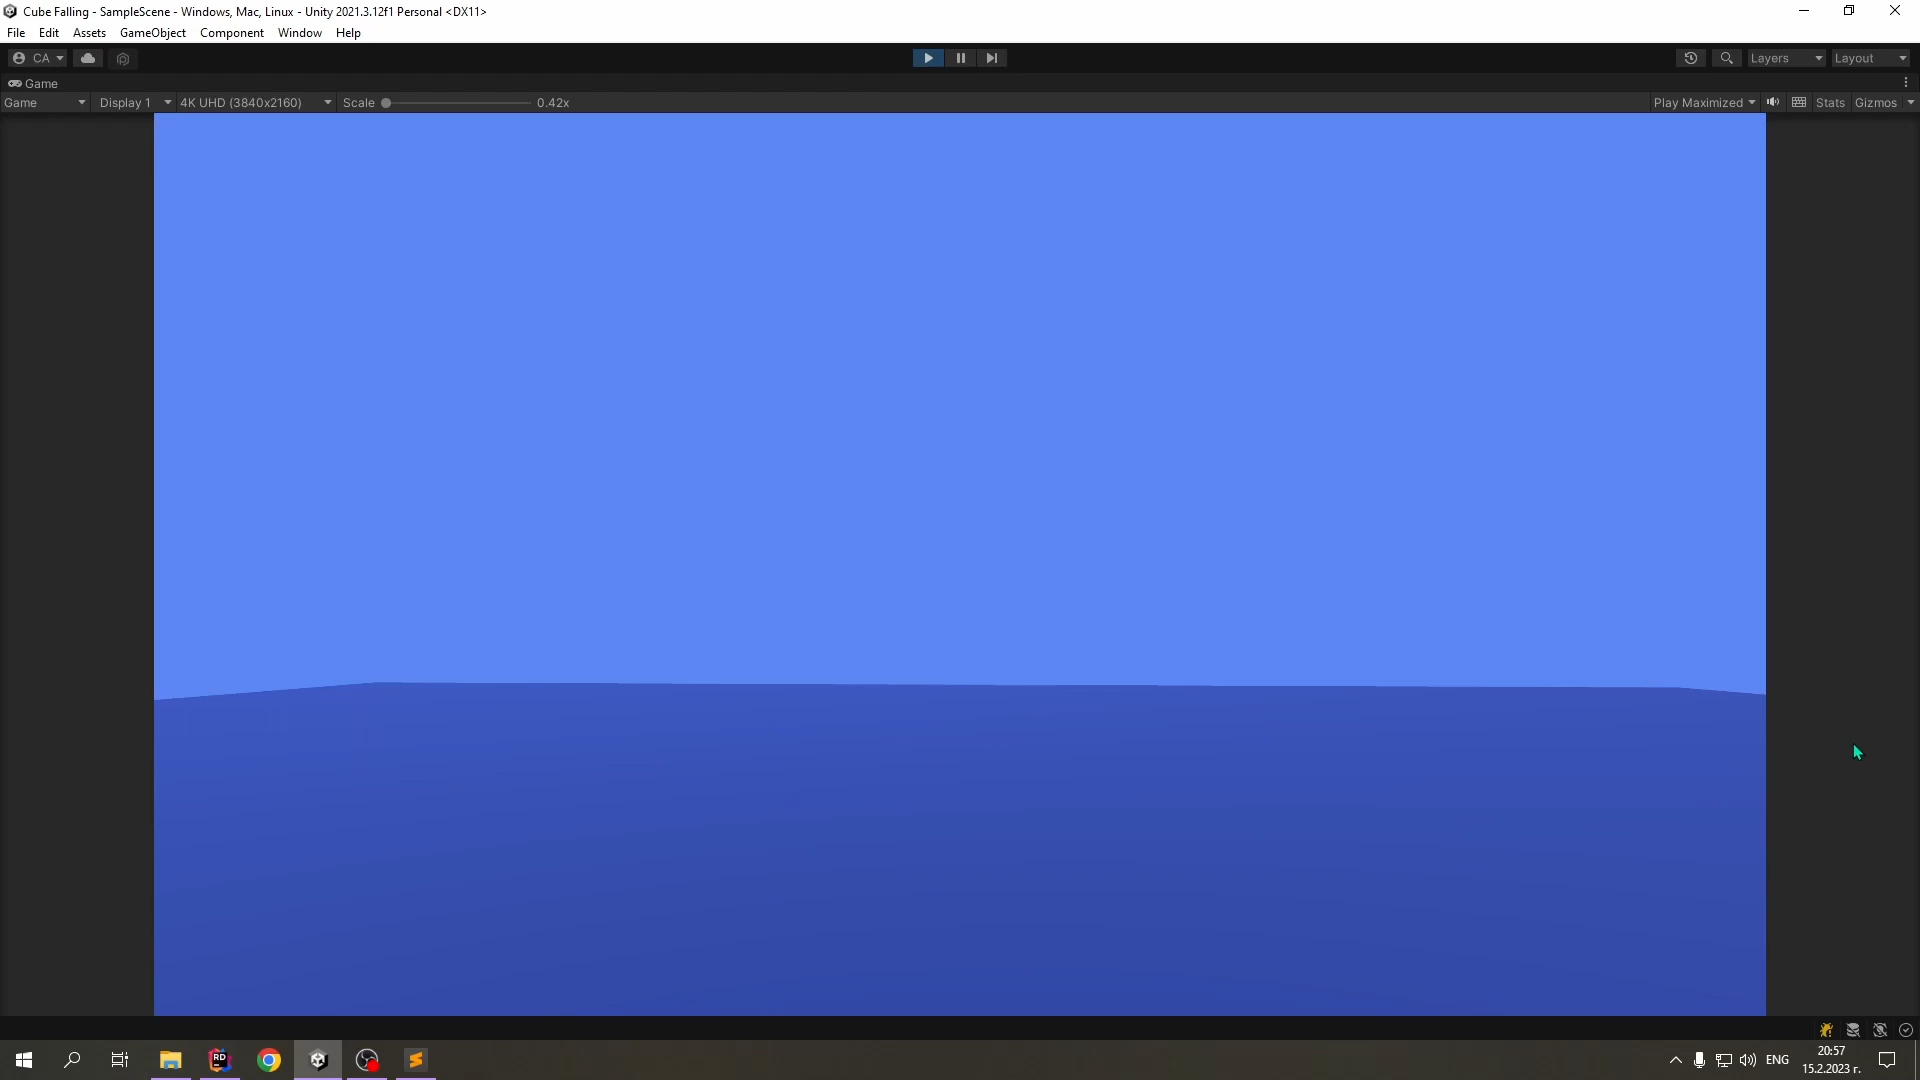 Cube Falling - SampleScene - Windows, Mac, Linux - Unity 2021.3.12f1 Personal <DX11>
File Edit Assets GameObject Component Window Help
CA Layers Layout
Game
Game Display 1 4K UHD (3840x2160) Scale 0.42x Play Maximized Stats Gizmos
RD
ENG
20:57
15.2.2023 г.